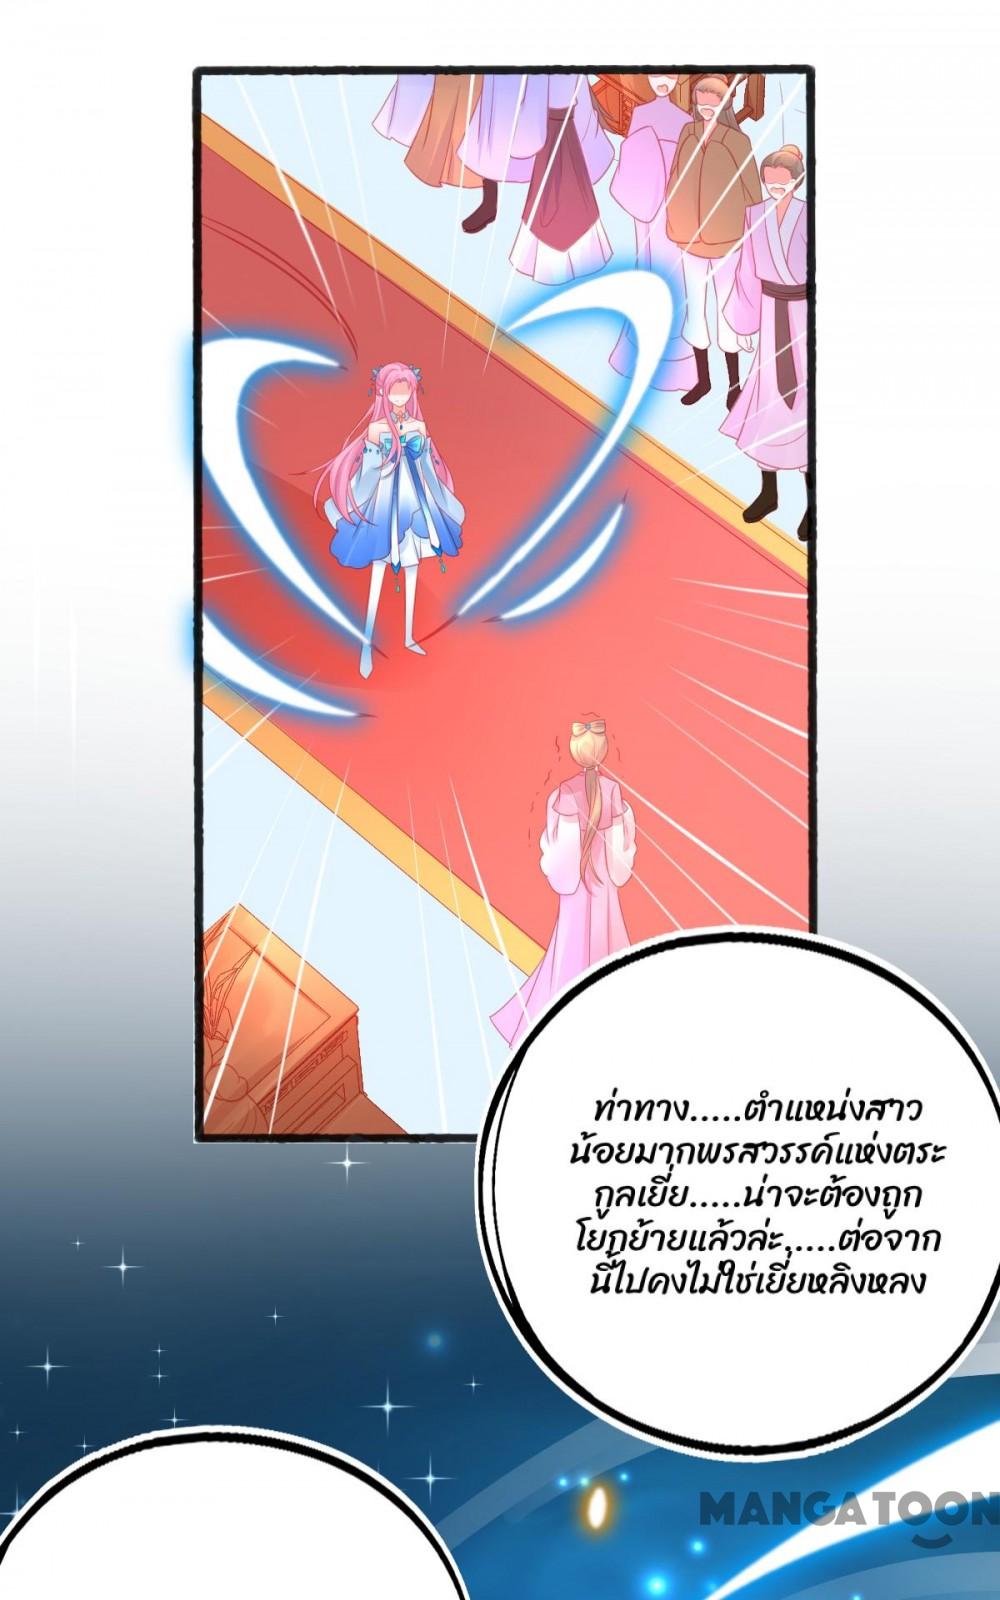 ท่าทาง.....ตำแหน่งสาว
น้อยมากพรสวรรค์แห่งตระ
กูลเยี่ย.....น่าจะต้องถูก
โยกย้ายแล้วล่ะ.....ต่อจาก
นี้ไปคงไม่ใช่เยี่ยหลิงหลง
MANGATOON